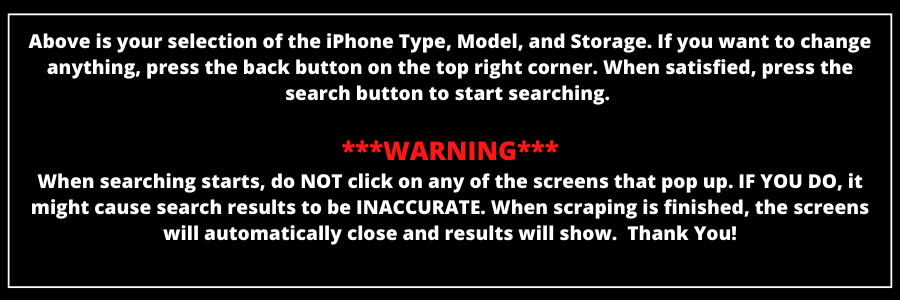 Above is your selection of the iPhone Type, Model, and Storage. If you want to change
anything, press the back button on the top right corner. When satisfied, press the
search button to start searching.
***WARNING***
When searching starts, do NOT click on any of the screens that pop up. IF YOU DO, it
might cause search results to be INACCURATE. When scraping is finished, the screens
will automatically close and results will show.  Thank You!